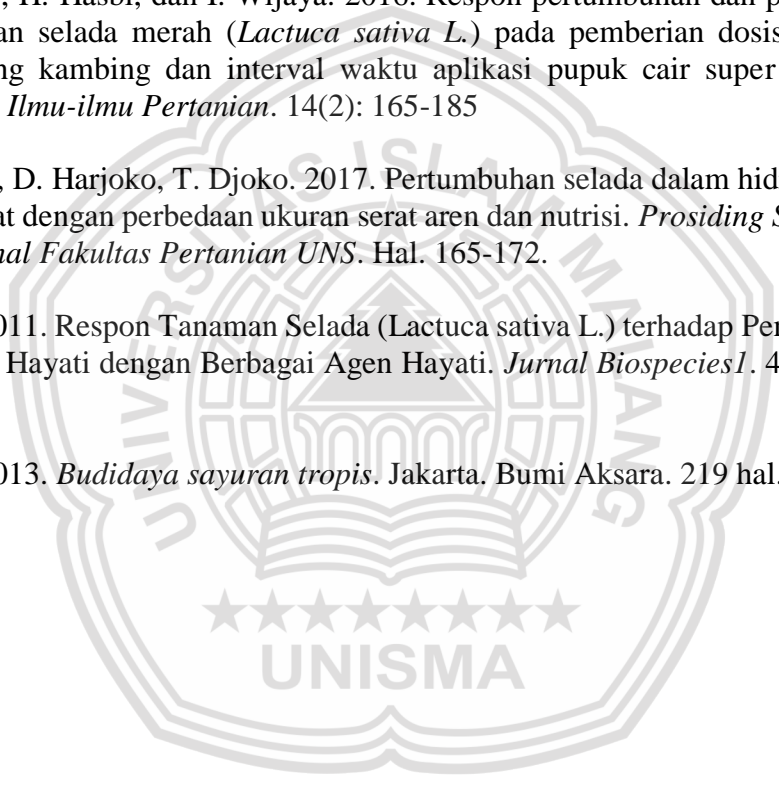 H. Hasbi, dan I. Wijaya. 2016. Respon pertumbuhan dan
an selada merah (Lactuca sativa L.) pada pemberian dosis
ng kambing dan interval waktu aplikasi pupuk cair super
Ilmu-ilmu Pertanian. 14(2): 165-185
, D. Harjoko, T. Djoko. 2017. Pertumbuhan selada dalam hid
at dengan perbedaan ukuran serat aren dan nutrisi. Prosiding S
nal Fakultas Pertanian UNS. Hal. 165-172.
011. Respon Tanaman Selada (Lactuca sativa L.) terhadap Per
Hayati dengan Berbagai Agen Hayati. Jurnal Biospecies1. 4
013. Budidaya sayuran tropis. Jakarta. Bumi Aksara. 219 hal.
UNIVERSITAS ISLAM MALANG
UNISMA